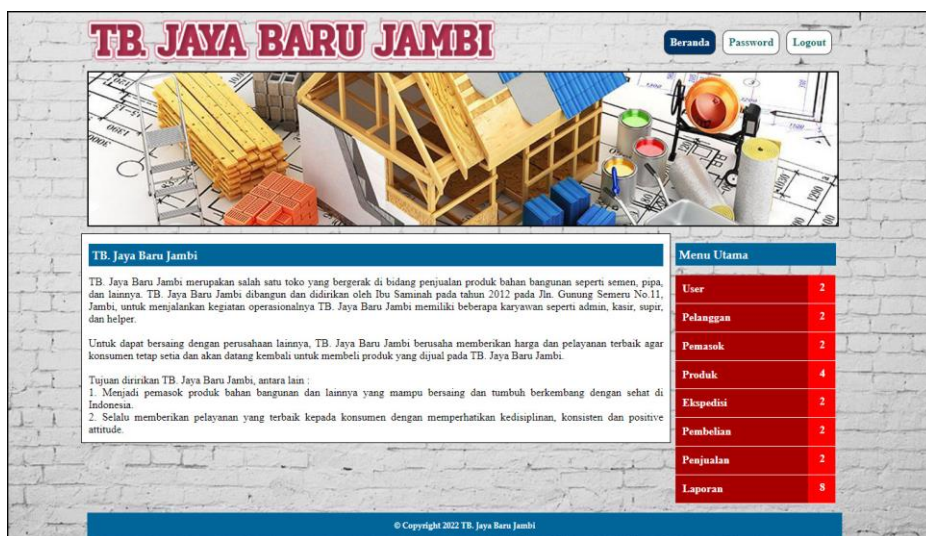 TB. JAYA BARU JAMBI
Beranda Password Logout
TB. Jaya Baru Jambi
TB. Jaya Baru Jambi merupakan salah satu toko yang bergerak di bidang penjualan produk bahan bangunan seperti semen, pipa,
dan lainnya. TB. Jaya Baru Jambi dibangun dan didirikan oleh Ibu Saminah pada tahun 2012 pada Jln. Gunung Semeru No.11,
Jambi, untuk menjalankan kegiatan operasionalnya TB. Jaya Baru Jambi memiliki beberapa karyawan seperti admin, kasir, supir,
dan helper.
Untuk dapat bersaing dengan perusahaan lainnya, TB. Jaya Baru Jambi berusaha memberikan harga dan pelayanan terbaik agar
konsumen tetap setia dan akan datang kembali untuk membeli produk yang dijual pada TB. Jaya Baru Jambi.
Tujuan diririkan TB. Jaya Baru Jambi, antara lain :
1. Menjadi pemasok produk bahan bangunan dan lainnya yang mampu bersaing dan tumbuh berkembang dengan sehat di
Indonesia.
2. Selalu memberikan pelayanan yang terbaik kepada konsumen dengan memperhatikan kedisiplinan, konsisten dan positive
attitude.
Menu Utama
User 2
Pelanggan 2
Pemasok 2
Produk 4
Ekspedisi 2
Pembelian 2
Penjualan 2
Laporan 8
© Copyright 2022 TB. Jaya Baru Jambi